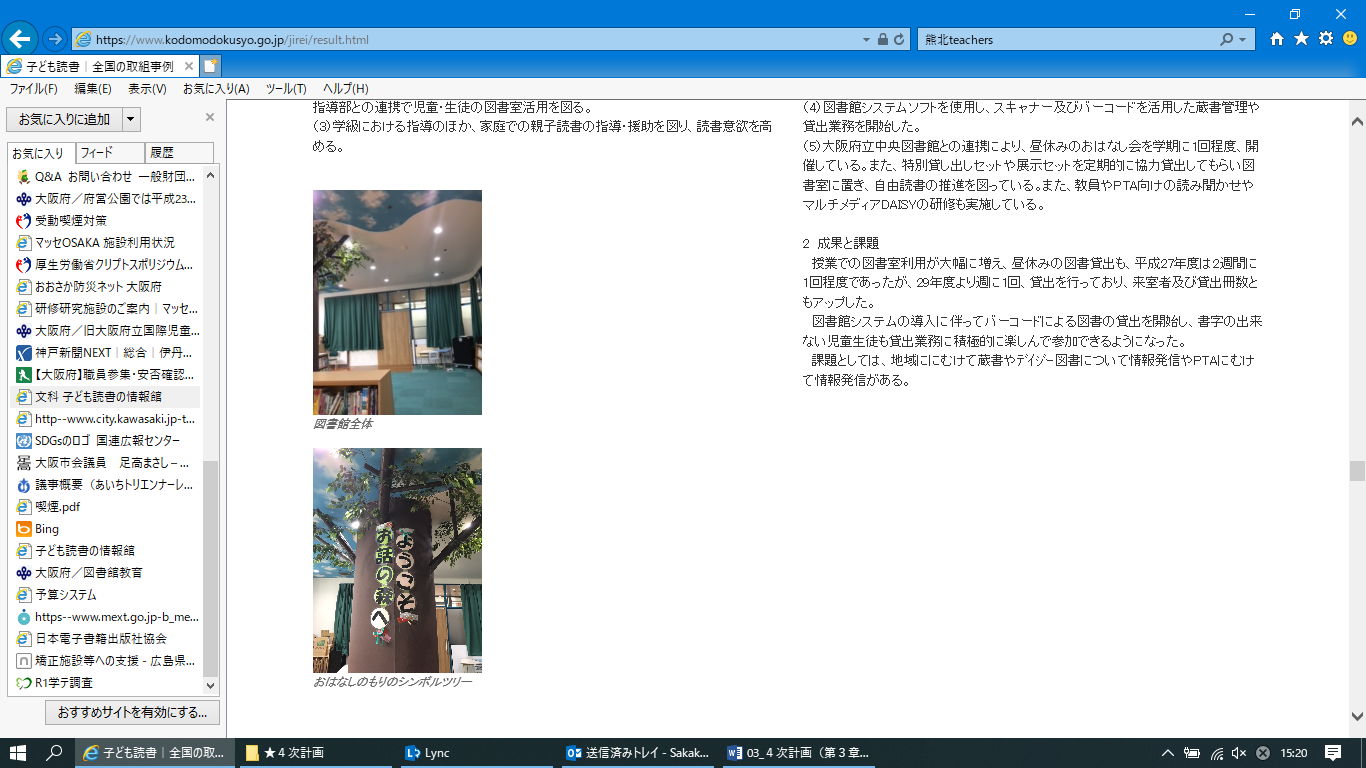 https://www.kodomodokusyo.go.jp/jirei/result.html
熊北teachers
子ども読書｜全国の取組事例
ファイル(F) 編集(E) 表示(V) お気に入り(A) ツール(T) ヘルプ(H)
お気に入りに追加
お気に入り フィード 履歴
Q&A お問い合わせ 一般財団...
大阪府／府営公園では平成23...
受動喫煙対策
マッセOSAKA 施設利用状況
厚生労働省クリプトスポリジウム...
おおさか防災ネット 大阪府
研修研究施設のご案内｜マッセ...
大阪府／旧大阪府立国際児童...
神戸新聞NEXT｜総合｜伊丹...
【大阪府】職員参集・安否確認...
文科 子ども読書の情報館
http--www.city.kawasaki.jp-t...
SDGsのロゴ 国連広報センター
大阪市会議員　足高まさし－...
議事概要（あいちトリエンナーレ...
喫煙.pdf
Bing
子ども読書の情報館
大阪府／図書館教育
予算システム
https--www.mext.go.jp-b_me...
日本電子書籍出版社協会
矯正施設等への支援 - 広島県...
R1学テ調査
おすすめサイトを有効にする...
指導部との連携で児童・生徒の図書室活用を図る。
（3）学級における指導のほか、家庭での親子読書の指導・援助を図り、読書意欲を高
める。
図書館全体
ようこそ
お話の森へ
おはなしのもりのシンボルツリー
（4）図書館システムソフトを使用し、スキャナー及びバーコードを活用した蔵書管理や
貸出業務を開始した。
（5）大阪府立中央図書館との連携により、昼休みのおはなし会を学期に1回程度、開
催している。また、特別貸し出しセットや展示セットを定期的に協力貸出してもらい図
書室に置き、自由読書の推進を図っている。また、教員やPTA向けの読み聞かせや
マルチメディアDAISYの研修も実施している。
2　成果と課題
授業での図書室利用が大幅に増え、昼休みの図書貸出も、平成27年度は2週間に
1回程度であったが、29年度より週に1回、貸出を行っており、来室者及び貸出冊数と
もアップした。
図書館システムの導入に伴ってバーコードによる図書の貸出を開始し、書字の出来
ない児童生徒も貸出業務に積極的に楽しんで参加できるようになった。
課題としては、地域ににむけて蔵書やデイジー図書について情報発信やPTAにむけ
て情報発信がある。
子ども読書｜全国の取...
★4 次計画
Lync
送信済みトレイ - Sakak...
03_4 次計画（第３章...
15:20